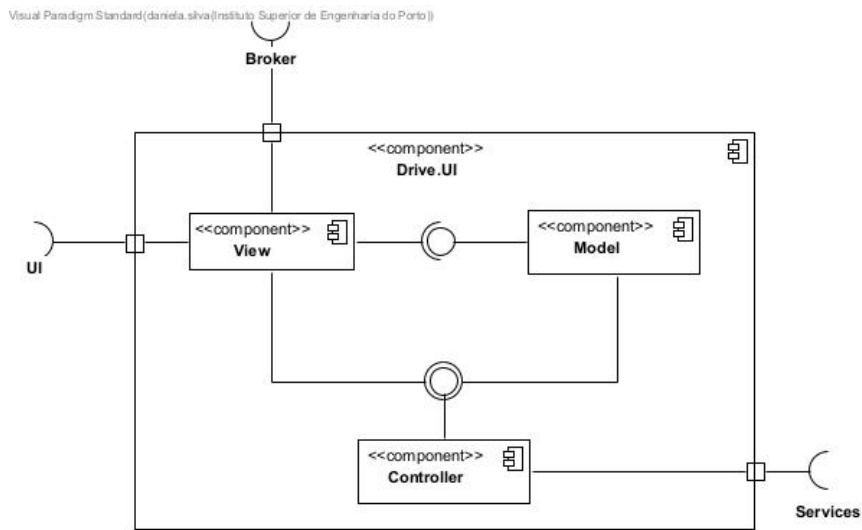 Visual Paradigm Standard(daniela.silva(Instituto Superior de Engenharia do Porto))
Broker
<<component>>
Drive.UI
<<component>>
View
<<component>>
Model
UI
<<component>>
Controller
Services